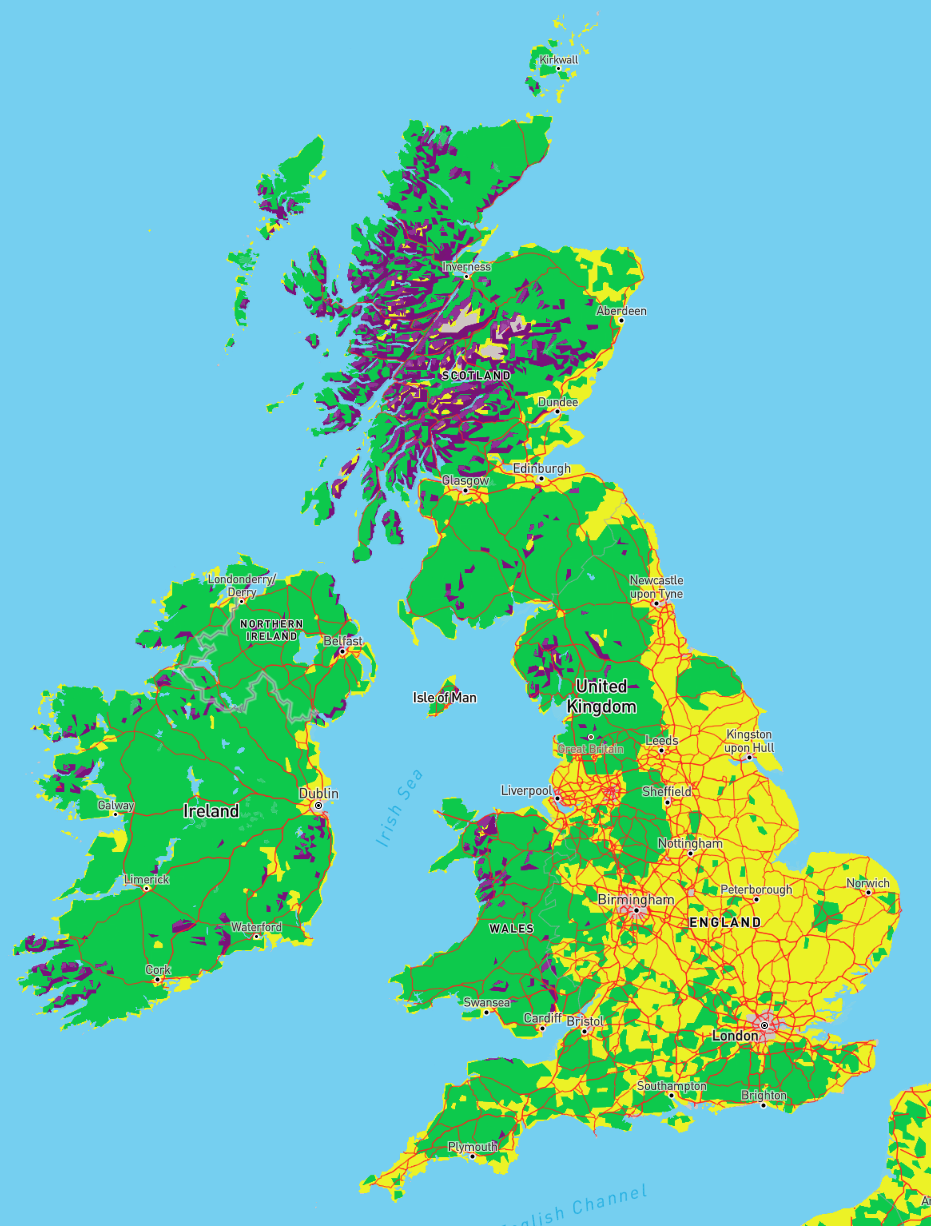 Kirkwall
Inverness
Aberdeen
SCOTLAND
Dundee
Edinburgh
Glasgow
Londonderry/
Derry
Newcastle
upon Tyne
NORTHERN
IRELAND
Belfast
United
Kingdom
Isle of Man
Leeds
Kingston
upon Hull
Great Britain
Irish Sea
Liverpool
Sheffield
Dublin
Galway
Ireland
Nottingham
Limerick
Norwich
Peterborough
Birmingham
ENGLAND
Waterford
WALES
Cork
Swansea
Cardiff
Bristol
London
Southampton
Brighton
Plymouth
English Channel